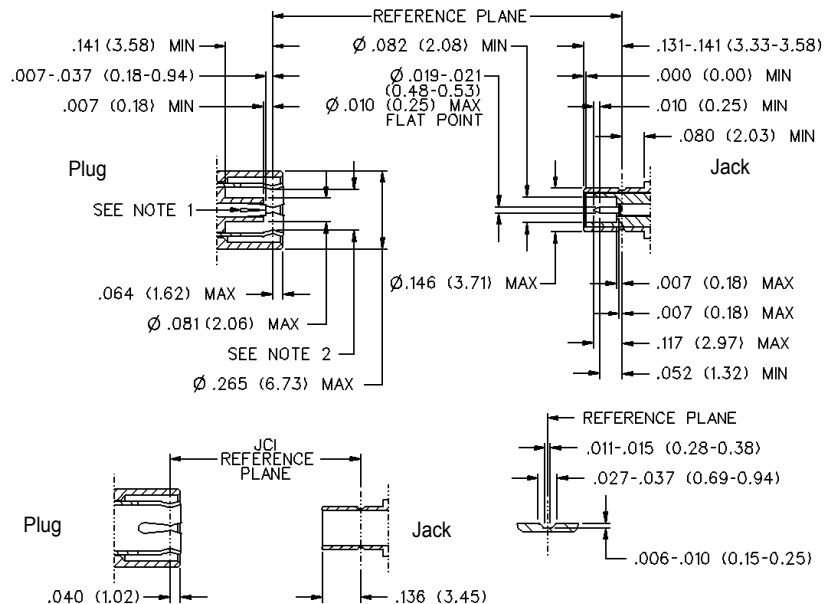 REFERENCE PLANE
.141 (3.58) MIN
.007-.037 (0.18-0.94)
.007 (0.18) MIN
Ø .082 (2.08) MIN
Ø .019-.021
(0.48-0.53)
Ø .010 (0.25) MAX
FLAT POINT
.131-.141 (3.33-3.58)
.000 (0.00) MIN
.010 (0.25) MIN
.080 (2.03) MIN
Plug
Jack
SEE NOTE 1
.064 (1.62) MAX
Ø .081 (2.06) MAX
SEE NOTE 2
Ø .265 (6.73) MAX
Ø .146 (3.71) MAX
.007 (0.18) MAX
.007 (0.18) MAX
.117 (2.97) MAX
.052 (1.32) MIN
JCI
REFERENCE
PLANE
Plug
Jack
.040 (1.02)
.136 (3.45)
REFERENCE PLANE
.011-.015 (0.28-0.38)
.027-.037 (0.69-0.94)
.006-.010 (0.15-0.25)